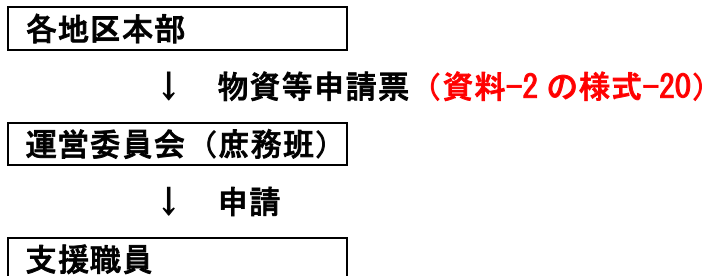 各地区本部
↓ 物資等申請票（資料-2の様式-20）
運営委員会（庶務班）
↓ 申請
支援職員